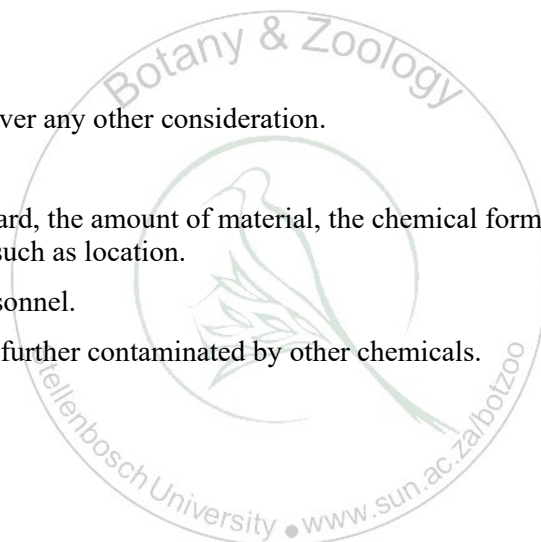 Botany & Zoology
ver any other consideration.
ard, the amount of material, the chemical form
such as location.
sonnel.
further contaminated by other chemicals.
Stellenbosch University ● www.sun.ac.za/botzoo